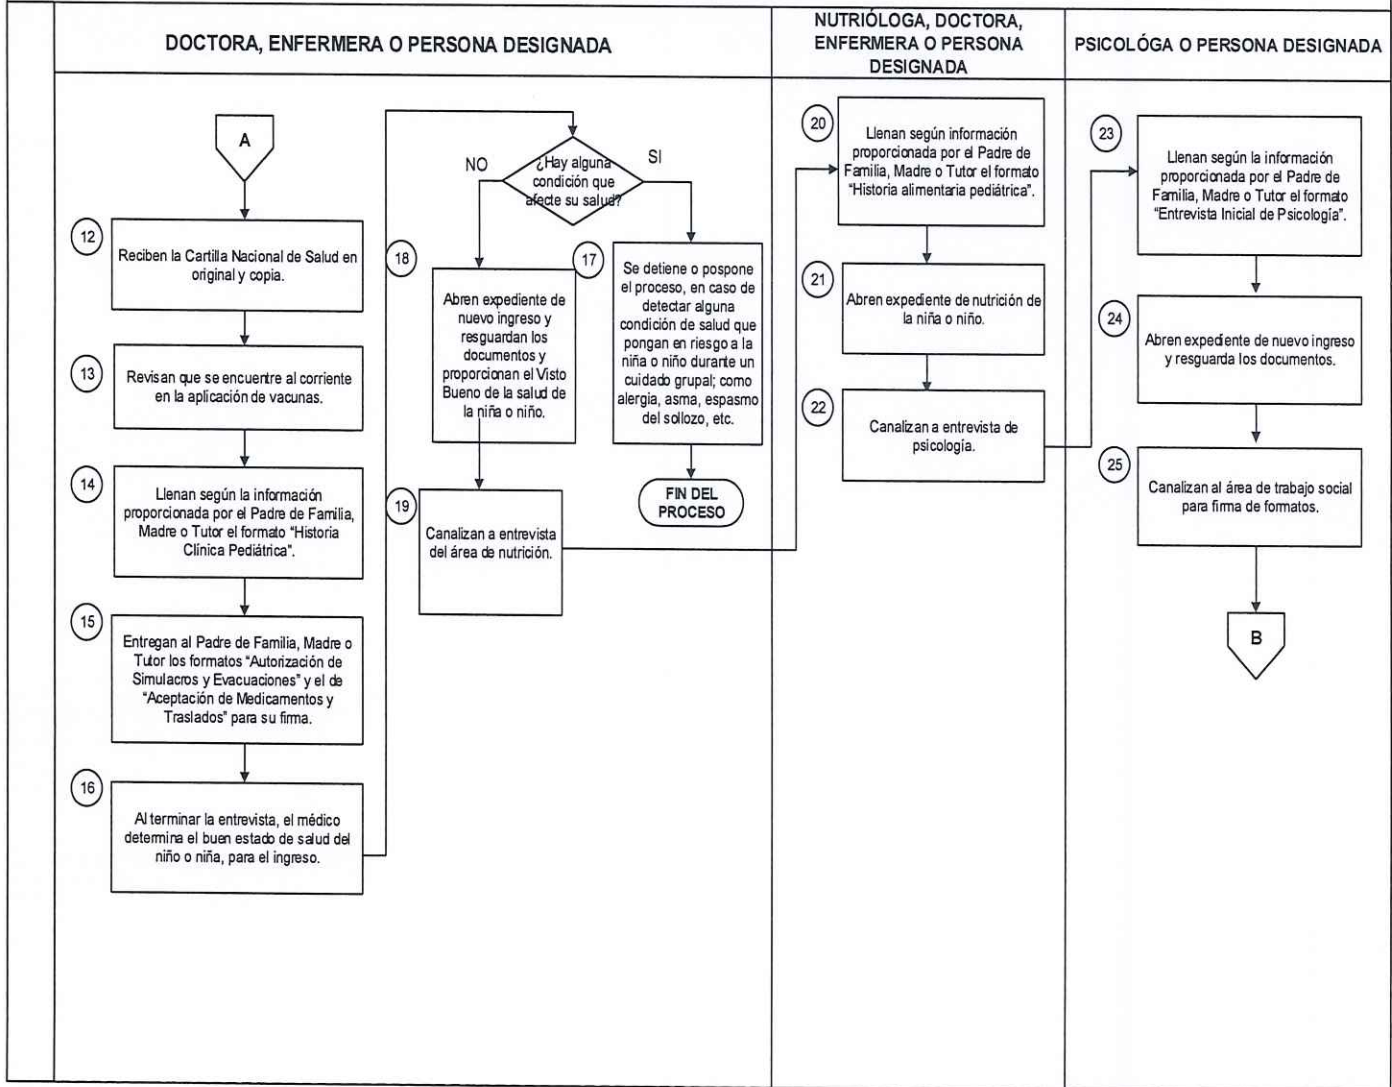 DOCTORA, ENFERMERA O PERSONA DESIGNADA
NUTRIÓLOGA, DOCTORA,
ENFERMERA O PERSONA
DESIGNADA
PSICOLÓGA O PERSONA DESIGNADA
A
12
Reciben la Cartilla Nacional de Salud en
original y copia.
13
Revisan que se encuentre al corriente
en la aplicación de vacunas.
14
Llenan según la información
proporcionada por el Padre de Familia,
Madre o Tutor el formato "Historia
Clínica Pediátrica".
15
Entregan al Padre de Familia, Madre o
Tutor los formatos "Autorización de
Simulacros y Evacuaciones" y el de
"Aceptación de Medicamentos y
Traslados" para su firma.
16
Al terminar la entrevista, el médico
determina el buen estado de salud del
niño o niña, para el ingreso.
¿Hay alguna
condición que
afecte su salud?
NO
SI
18
Abren expediente de
nuevo ingreso y
resguardan los
documentos y
proporcionan el Visto
Bueno de la salud de
la niña o niño.
17
Se detiene o pospone
el proceso, en caso de
detectar alguna
condición de salud que
pongan en riesgo a la
niña o niño durante un
cuidado grupal; como
alergia, asma, espasmo
del sollozo, etc.
FIN DEL
PROCESO
19
Canalizan a entrevista
del área de nutrición.
20
Llenan según información
proporcionada por el Padre de
Familia, Madre o Tutor el formato
"Historia alimentaria pediátrica".
21
Abren expediente de nutrición de
la niña o niño.
22
Canalizan a entrevista de
psicología.
23
Llenan según la información
proporcionada por el Padre de
Familia, Madre o Tutor el formato
"Entrevista Inicial de Psicología".
24
Abren expediente de nuevo ingreso
y resguarda los documentos.
25
Canalizan al área de trabajo social
para firma de formatos.
B